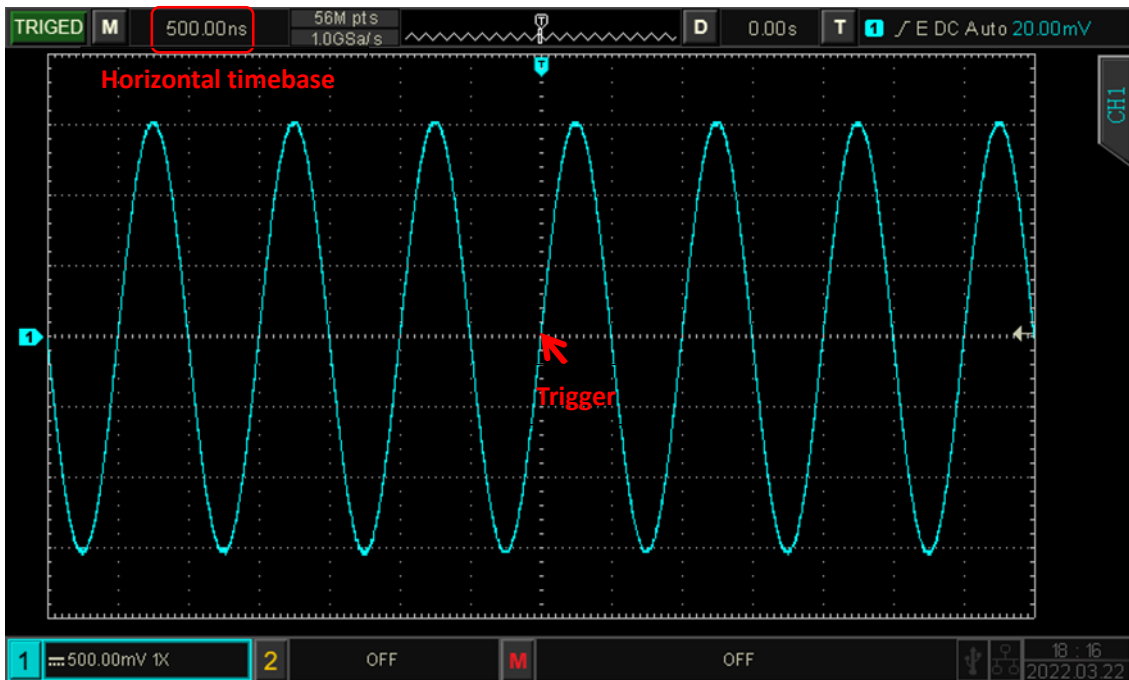 TRIGED M 500.00ns 56M pts D 0.00s T 1 E DC Auto 20.00mV
1.0GSa/s
T
Horizontal timebase
T
CH1
1
Trigger
1 500.00mV 1X 2 OFF M OFF 18 : 16
2022.03.22